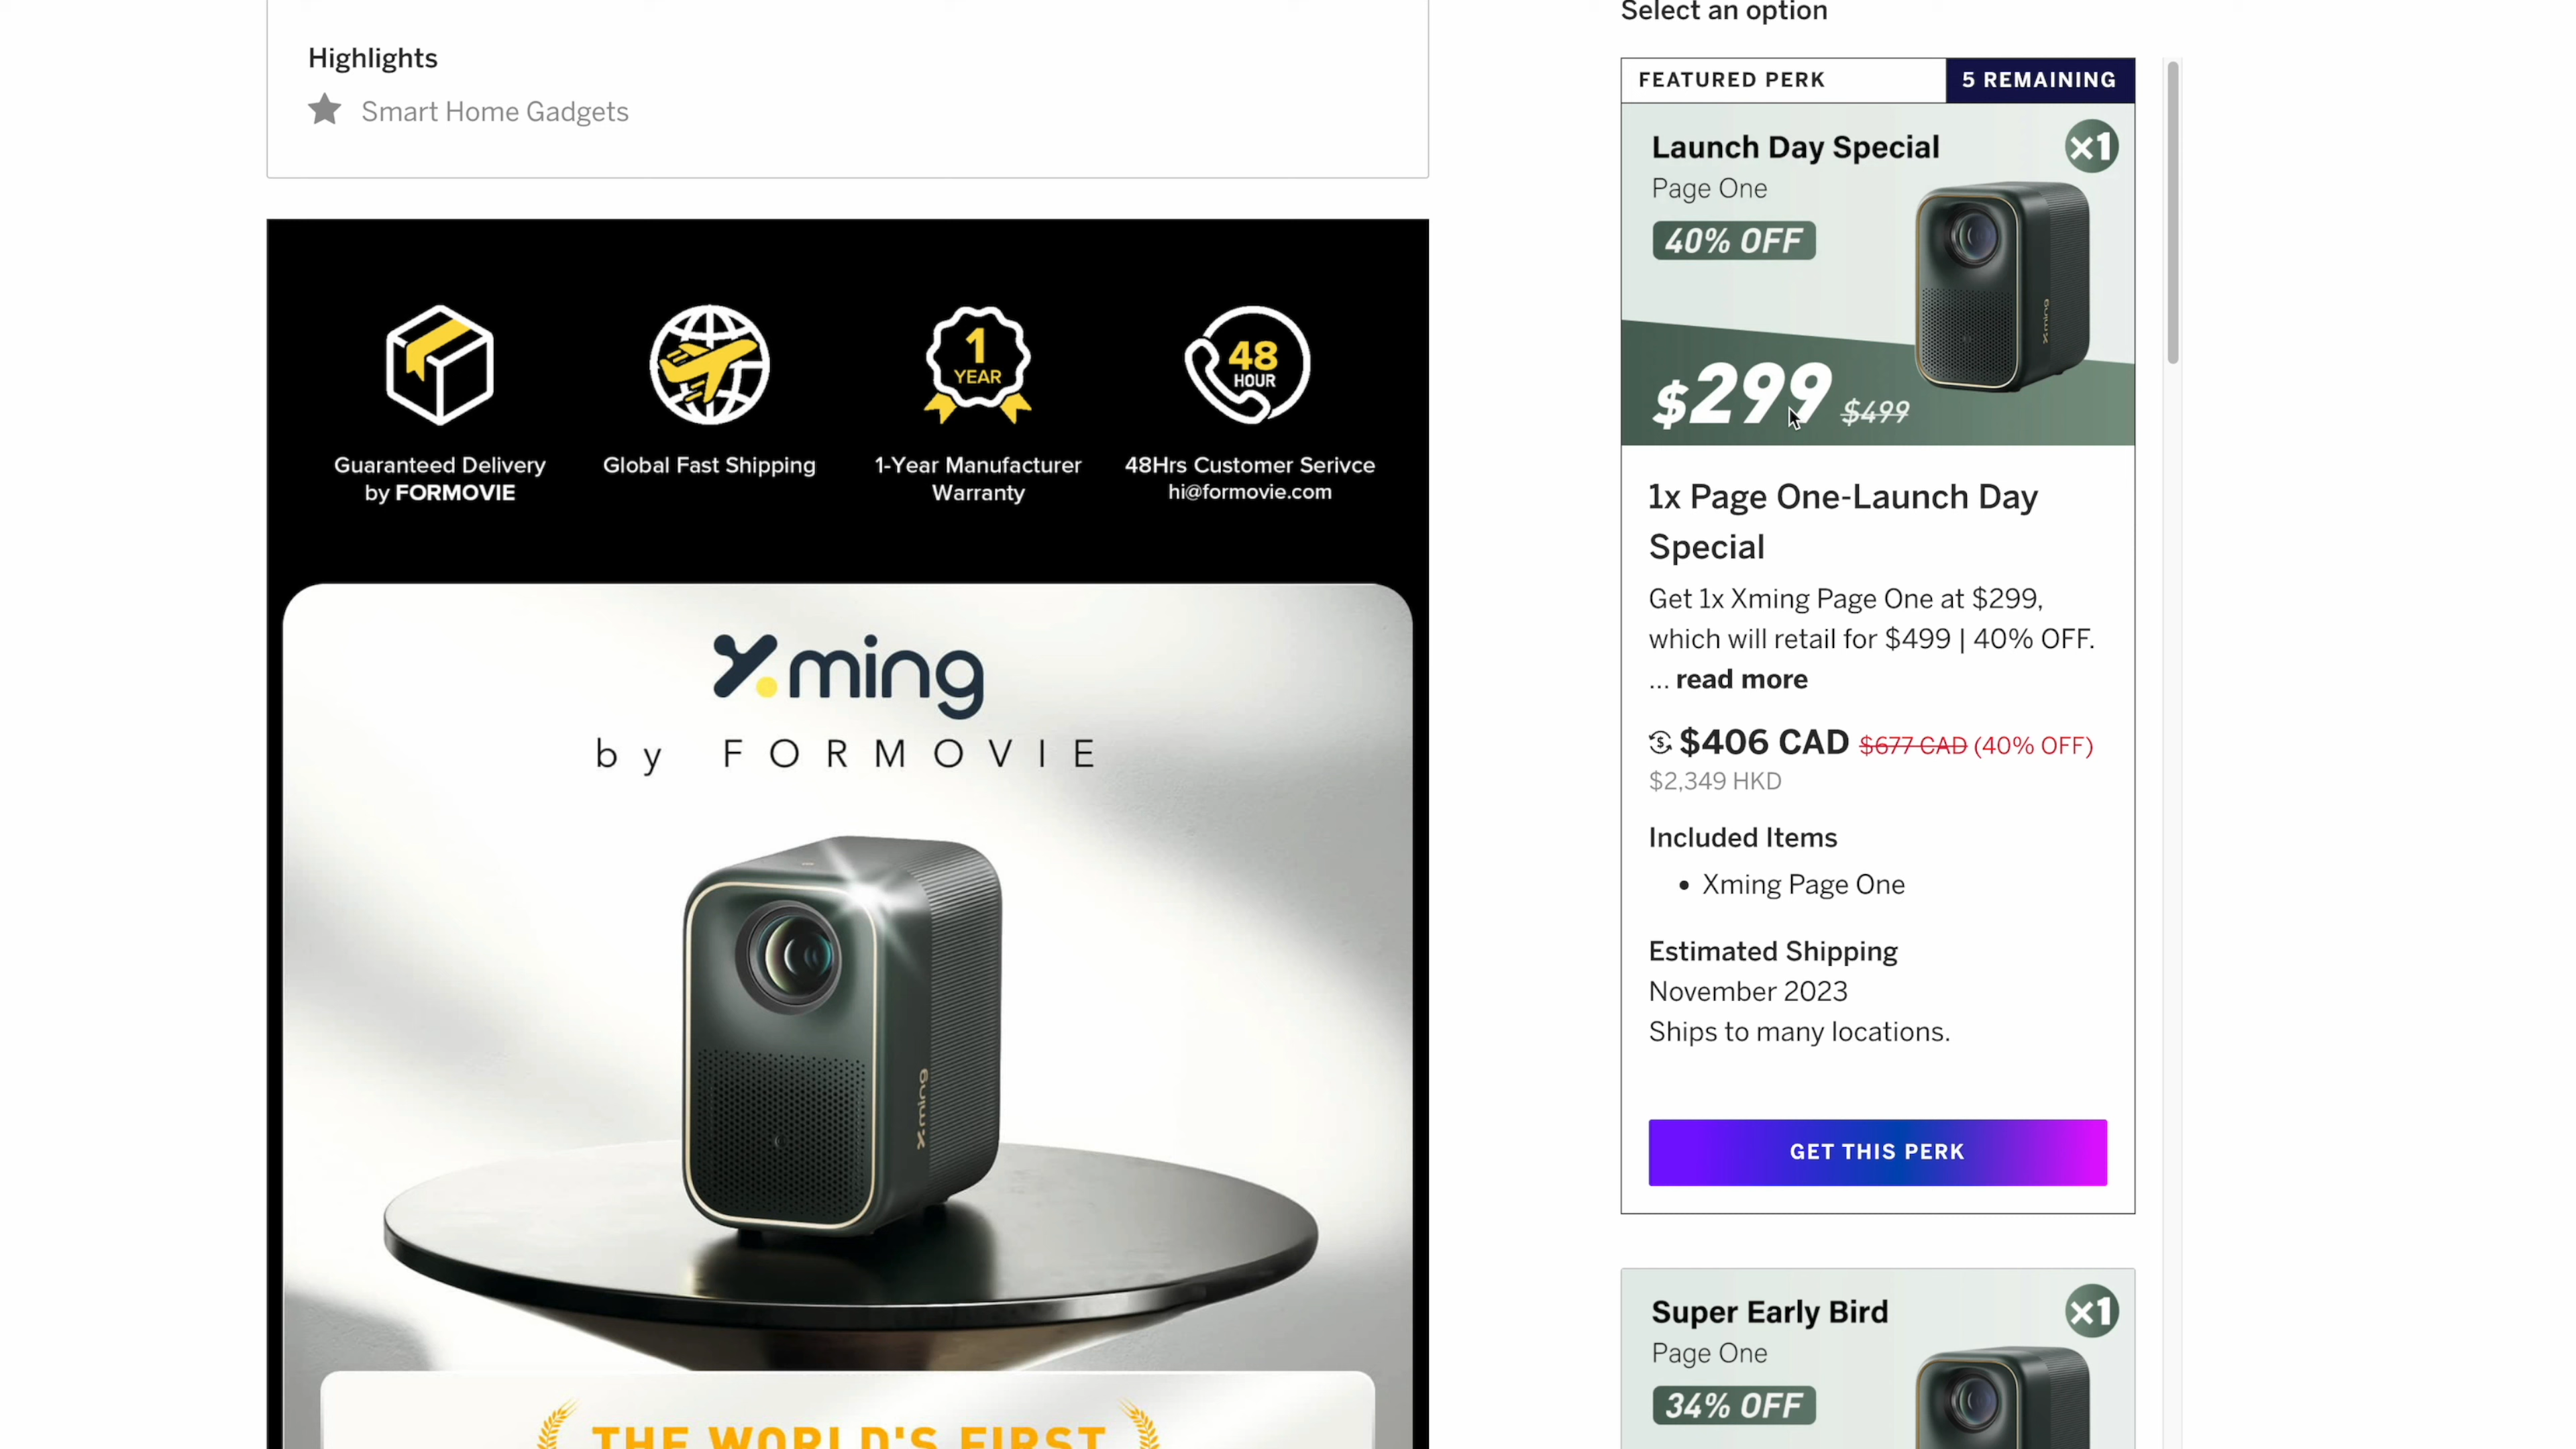 Highlights
Smart Home Gadgets
1
YEAR
48
HOUR
Guaranteed Delivery
by FORMOVIE
Global Fast Shipping
1-Year Manufacturer
Warranty
48Hrs Customer Serivce
hi@formovie.com
Xming
by FORMOVIE
Xming
THE WORLD'S FIRST
Select an option
FEATURED PERK
5 REMAINING
Launch Day Special
x1
Page One
40% OFF
Xming
$299 $499
1x Page One-Launch Day
Special
Get 1x Xming Page One at $299,
which will retail for $499 | 40% OFF.
... read more
$406 CAD $677 CAD (40% OFF)
$2,349 HKD
Included Items
• Xming Page One
Estimated Shipping
November 2023
Ships to many locations.
GET THIS PERK
Super Early Bird
x1
Page One
34% OFF